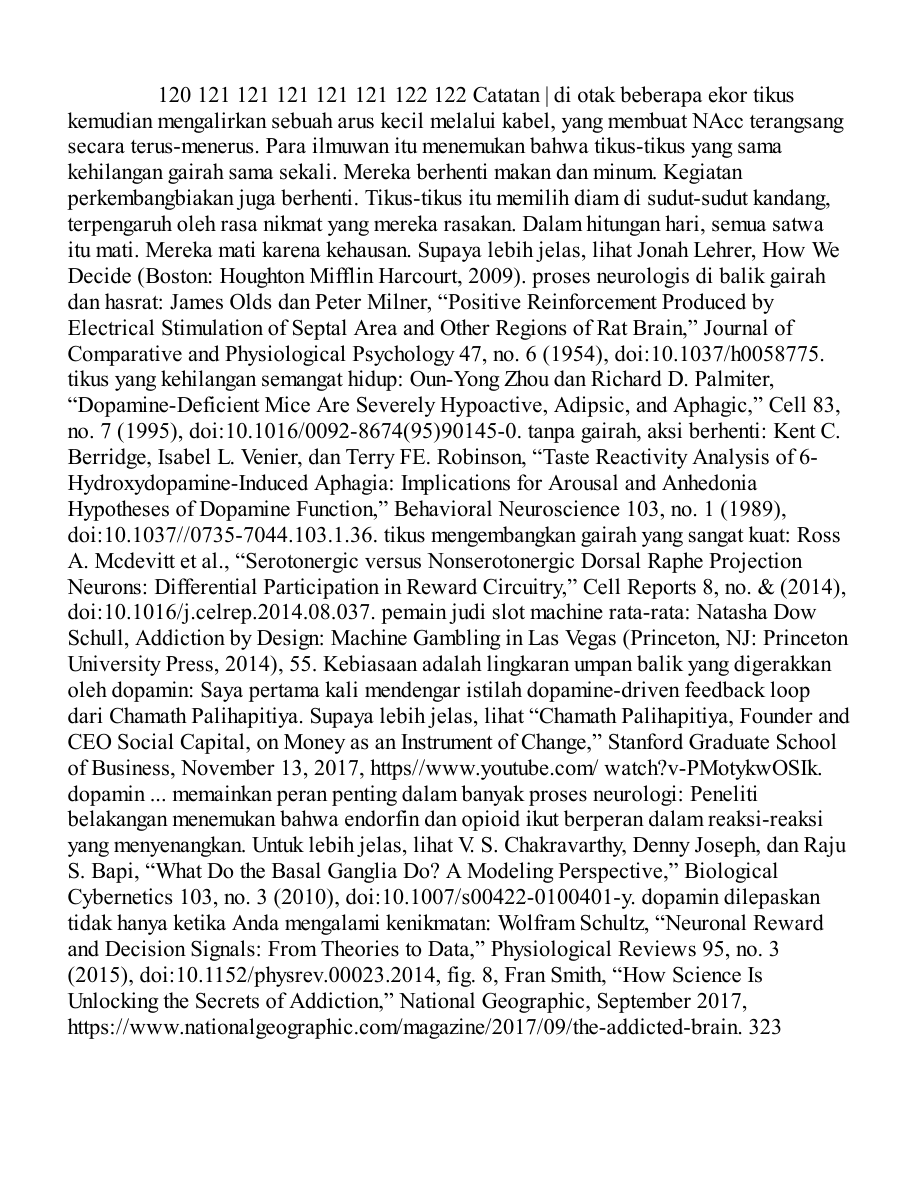 120 121 121 121 121 121 122 122 Catatan | di otak beberapa ekor tikus
kemudian mengalirkan sebuah arus kecil melalui kabel, yang membuat NAcc terangsang
secara terus-menerus. Para ilmuwan itu menemukan bahwa tikus-tikus yang sama
kehilangan gairah sama sekali. Mereka berhenti makan dan minum. Kegiatan
perkembangbiakan juga berhenti. Tikus-tikus itu memilih diam di sudut-sudut kandang,
terpengaruh oleh rasa nikmat yang mereka rasakan. Dalam hitungan hari, semua satwa
itu mati. Mereka mati karena kehausan. Supaya lebih jelas, lihat Jonah Lehrer, How We
Decide (Boston: Houghton Mifflin Harcourt, 2009). proses neurologis di balik gairah
dan hasrat: James Olds dan Peter Milner, “Positive Reinforcement Produced by
Electrical Stimulation of Septal Area and Other Regions of Rat Brain,” Journal of
Comparative and Physiological Psychology 47, no. 6 (1954), doi:10.1037/h0058775.
tikus yang kehilangan semangat hidup: Oun-Yong Zhou dan Richard D. Palmiter,
“Dopamine-Deficient Mice Are Severely Hypoactive, Adipsic, and Aphagic,” Cell 83,
no. 7 (1995), doi:10.1016/0092-8674(95)90145-0. tanpa gairah, aksi berhenti: Kent C.
Berridge, Isabel L. Venier, dan Terry FE. Robinson, “Taste Reactivity Analysis of 6-
Hydroxydopamine-Induced Aphagia: Implications for Arousal and Anhedonia
Hypotheses of Dopamine Function,” Behavioral Neuroscience 103, no. 1 (1989),
doi:10.1037//0735-7044.103.1.36. tikus mengembangkan gairah yang sangat kuat: Ross
A. Mcdevitt et al., “Serotonergic versus Nonserotonergic Dorsal Raphe Projection
Neurons: Differential Participation in Reward Circuitry,” Cell Reports 8, no. & (2014),
doi:10.1016/j.celrep.2014.08.037. pemain judi slot machine rata-rata: Natasha Dow
Schull, Addiction by Design: Machine Gambling in Las Vegas (Princeton, NJ: Princeton
University Press, 2014), 55. Kebiasaan adalah lingkaran umpan balik yang digerakkan
oleh dopamin: Saya pertama kali mendengar istilah dopamine-driven feedback loop
dari Chamath Palihapitiya. Supaya lebih jelas, lihat “Chamath Palihapitiya, Founder and
CEO Social Capital, on Money as an Instrument of Change,” Stanford Graduate School
of Business, November 13, 2017, https//www.youtube.com/ watch?v-PMotykwOSIk.
dopamin ... memainkan peran penting dalam banyak proses neurologi: Peneliti
belakangan menemukan bahwa endorfin dan opioid ikut berperan dalam reaksi-reaksi
yang menyenangkan. Untuk lebih jelas, lihat V. S. Chakravarthy, Denny Joseph, dan Raju
S. Bapi, “What Do the Basal Ganglia Do? A Modeling Perspective,” Biological
Cybernetics 103, no. 3 (2010), doi:10.1007/s00422-0100401-y. dopamin dilepaskan
tidak hanya ketika Anda mengalami kenikmatan: Wolfram Schultz, “Neuronal Reward
and Decision Signals: From Theories to Data,” Physiological Reviews 95, no. 3
(2015), doi:10.1152/physrev.00023.2014, fig. 8, Fran Smith, “How Science Is
Unlocking the Secrets of Addiction,” National Geographic, September 2017,
https://www.nationalgeographic.com/magazine/2017/09/the-addicted-brain. 323